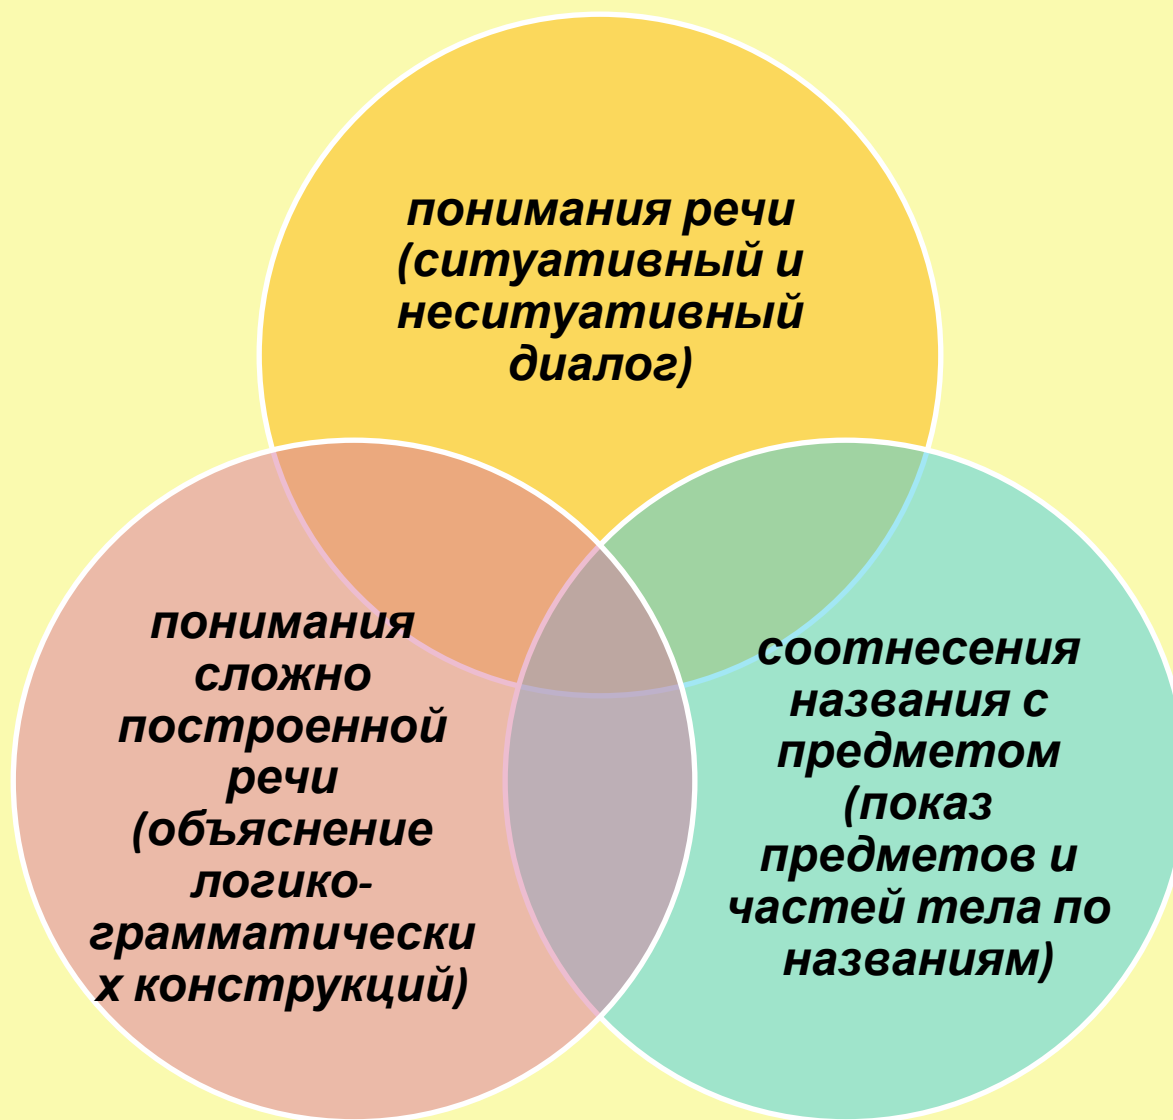 понимания речи
(ситуативный и
неситуативный
диалог)
понимания
сложно
построенной
речи
(объяснение
логико-
грамматически
х конструкций)
соотнесения
названия с
предметом
(показ
предметов и
частей тела по
названиям)